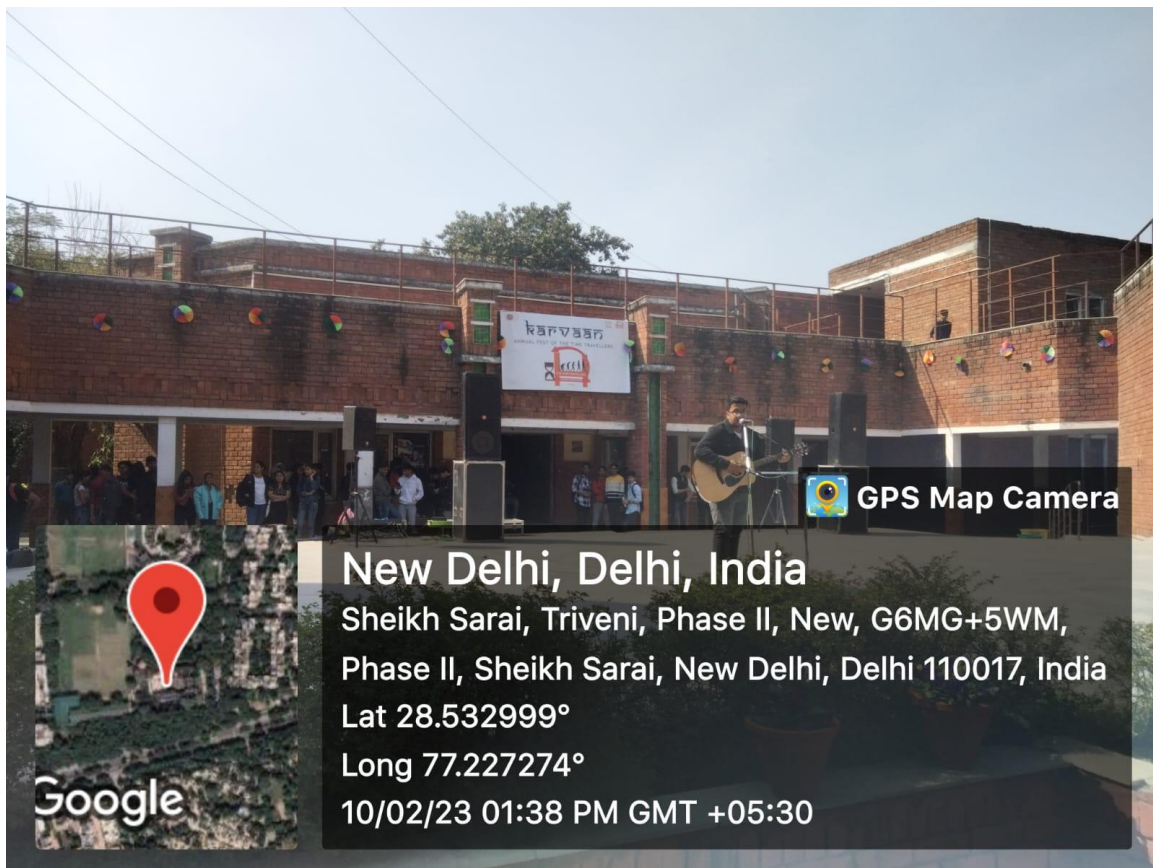 karvaan
ANNUAL FEST OF THE TIME TRAVELLERS
GPS Map Camera
New Delhi, Delhi, India
Sheikh Sarai, Triveni, Phase II, New, G6MG+5WM,
Phase II, Sheikh Sarai, New Delhi, Delhi 110017, India
Lat 28.532999°
Long 77.227274°
10/02/23 01:38 PM GMT +05:30
Google